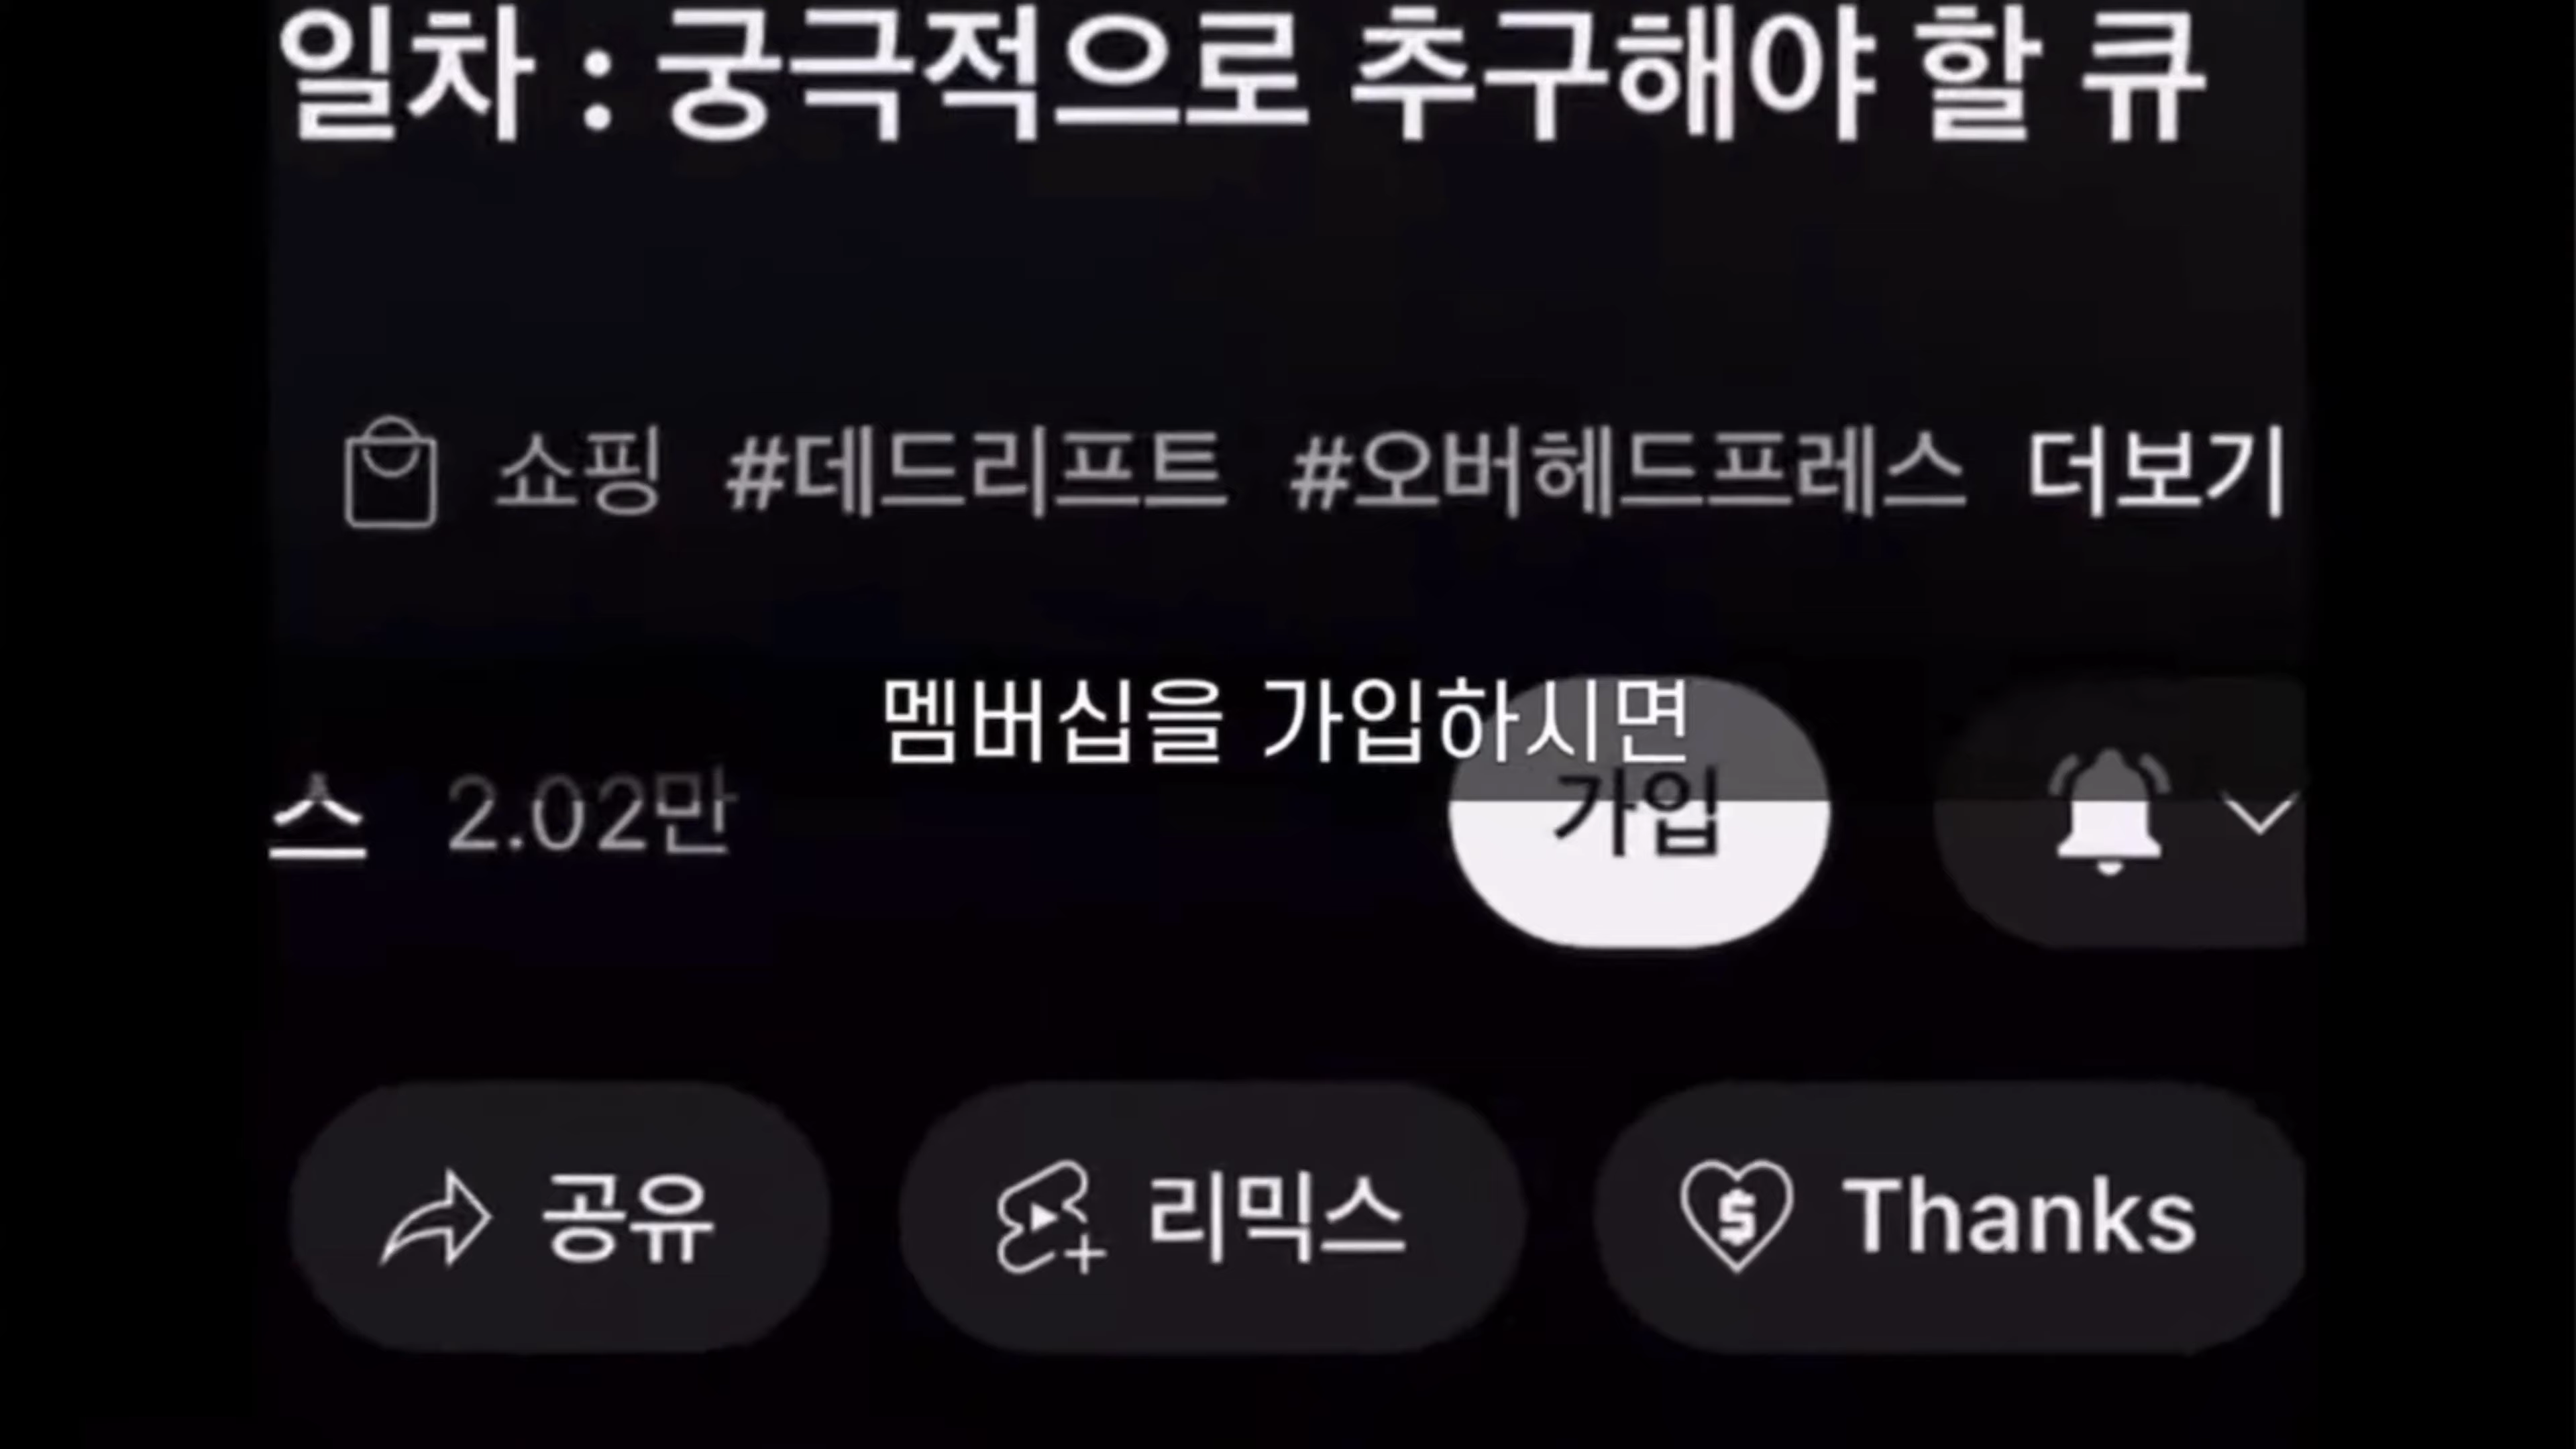 일차 : 궁극적으로 추구해야 할 큐
쇼핑 #데드리프트 #오버헤드프레스 더보기
멤버십을 가입하시면
스 2.02만 가입
공유 리믹스 Thanks